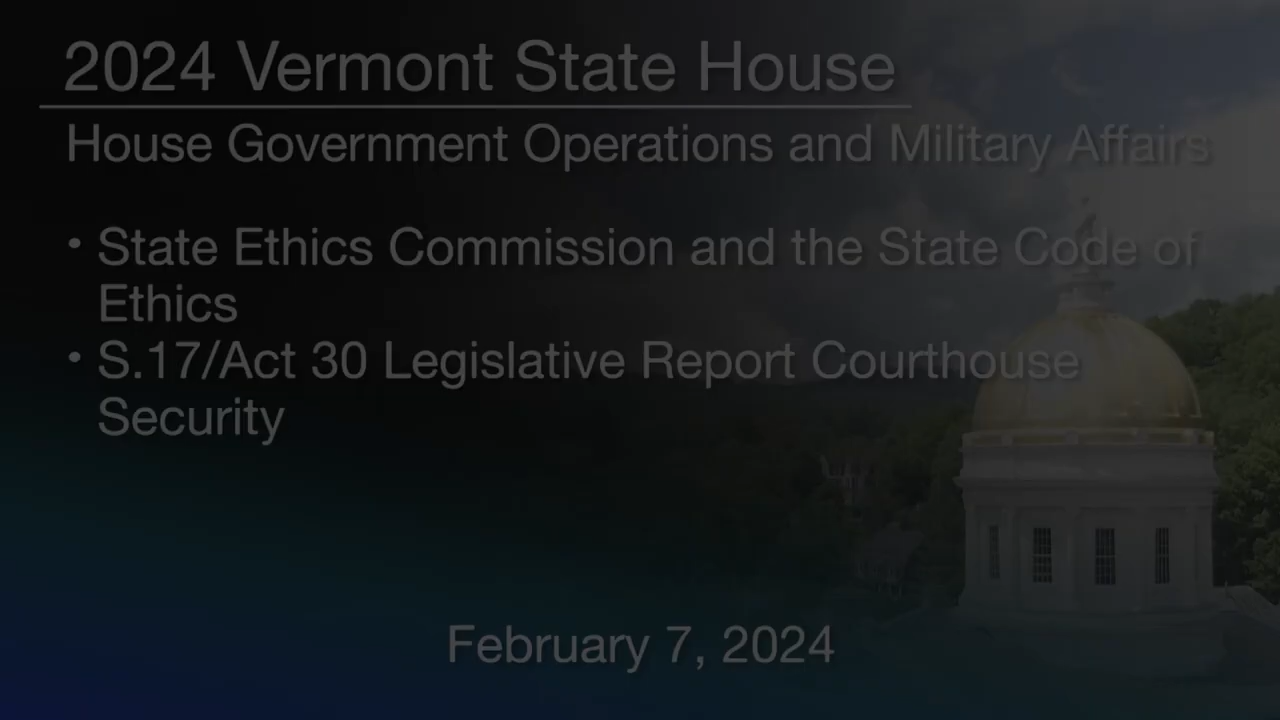 2024 Vermont State House
House Government Operations and Military Affairs
• State Ethics Commission and the State Code of
Ethics
• S.17/Act 30 Legislative Report Courthouse
Security
February 7, 2024